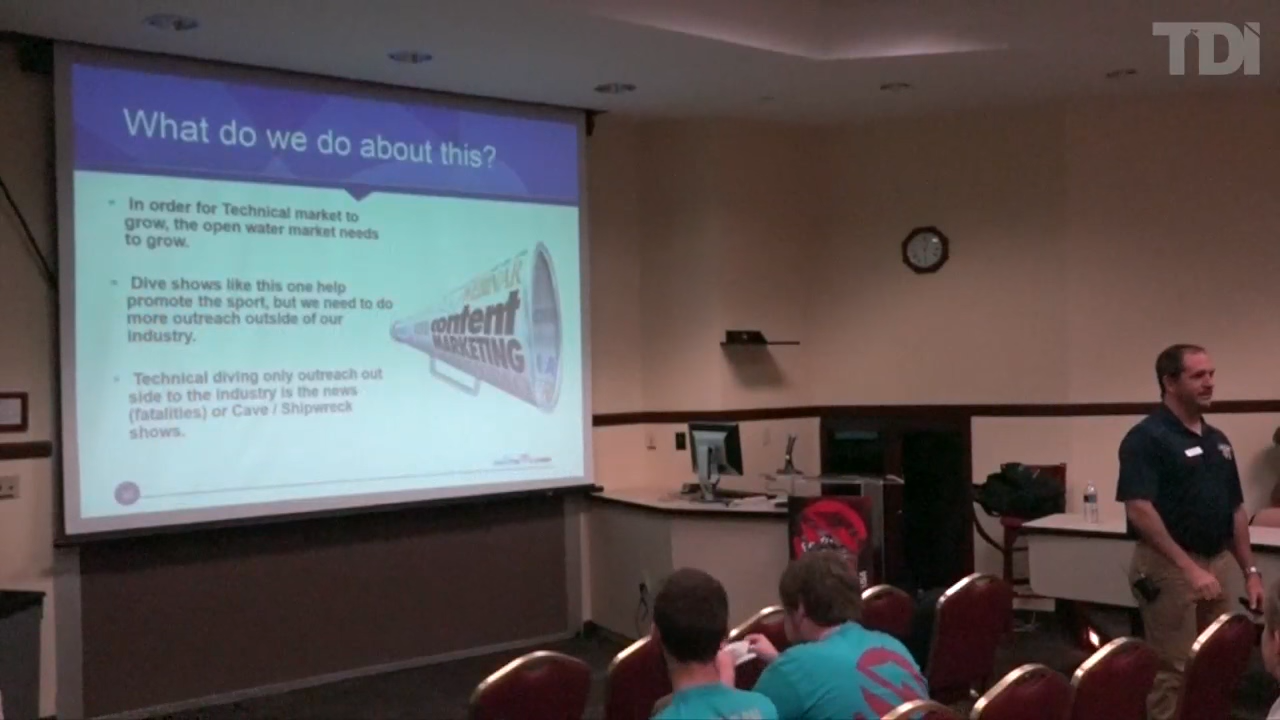 TDI
What do we do about this?
In order for Technical market to
grow, the open water market needs
to grow.
Dive shows like this one help
promote the sport, but we need to do
more outreach outside of our
industry.
Technical diving only outreach out
side to the industry is the news
(fatalities) or Cave / Shipwreck
shows.
content
MARKETING